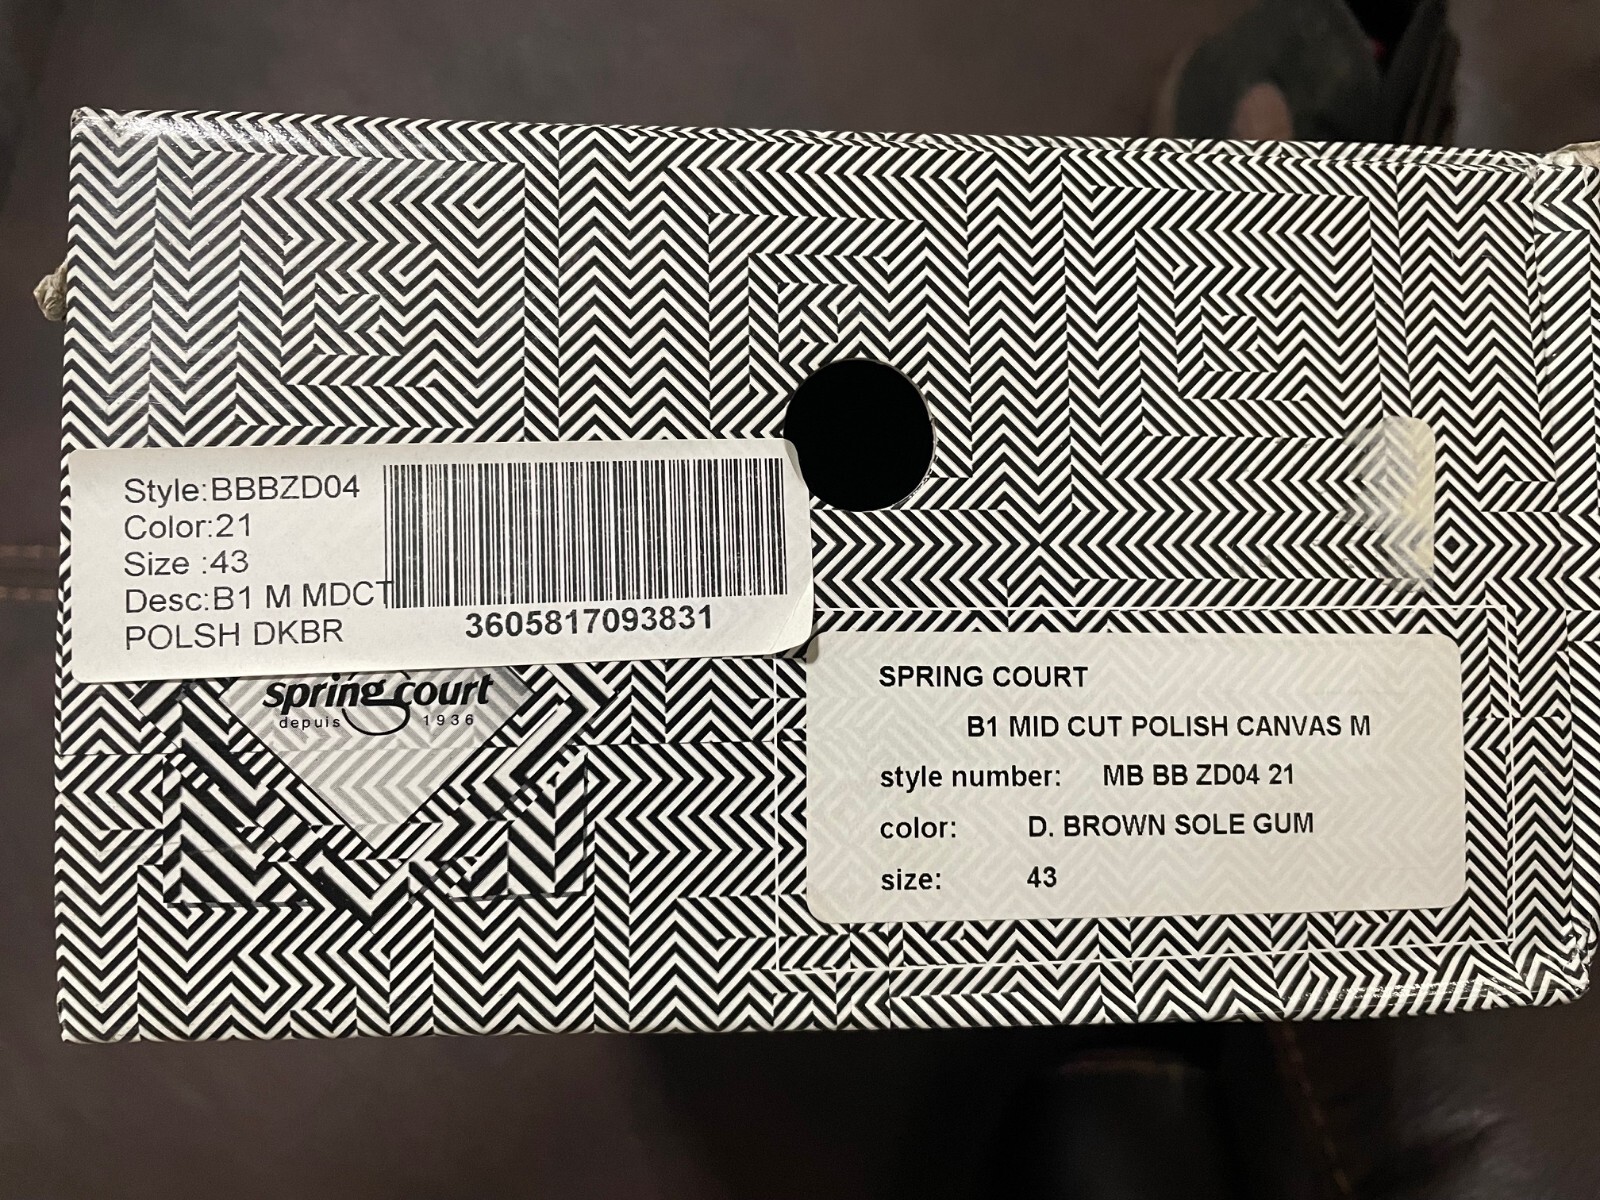 Style:BBBZD04
Color:21
Size :43
Desc:B1 M MDCT
POLSH DKBR
3605817093831
spring court
depuis 1936
SPRING COURT
B1 MID CUT POLISH CANVAS M
style number: MB BB ZD04 21
color: D. BROWN SOLE GUM
size: 43